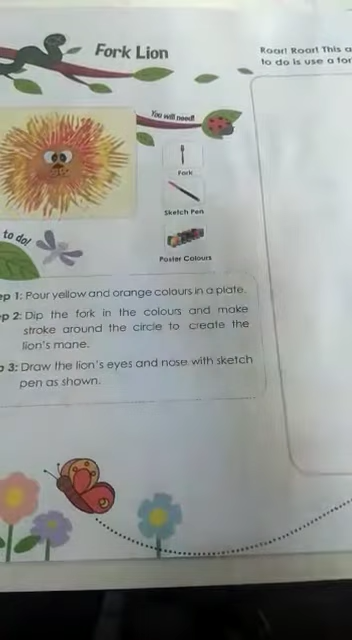 Fork Lion
Roar! Roar! This a
to do is use a for
You will need!
Fork
Sketch Pen
Poster Colours
to do!
ep 1: Pour yellow and orange colours in a plate.
ep 2: Dip the fork in the colours and make
stroke around the circle to create the
lion's mane.
p 3: Draw the lion's eyes and nose with sketch
pen as shown.